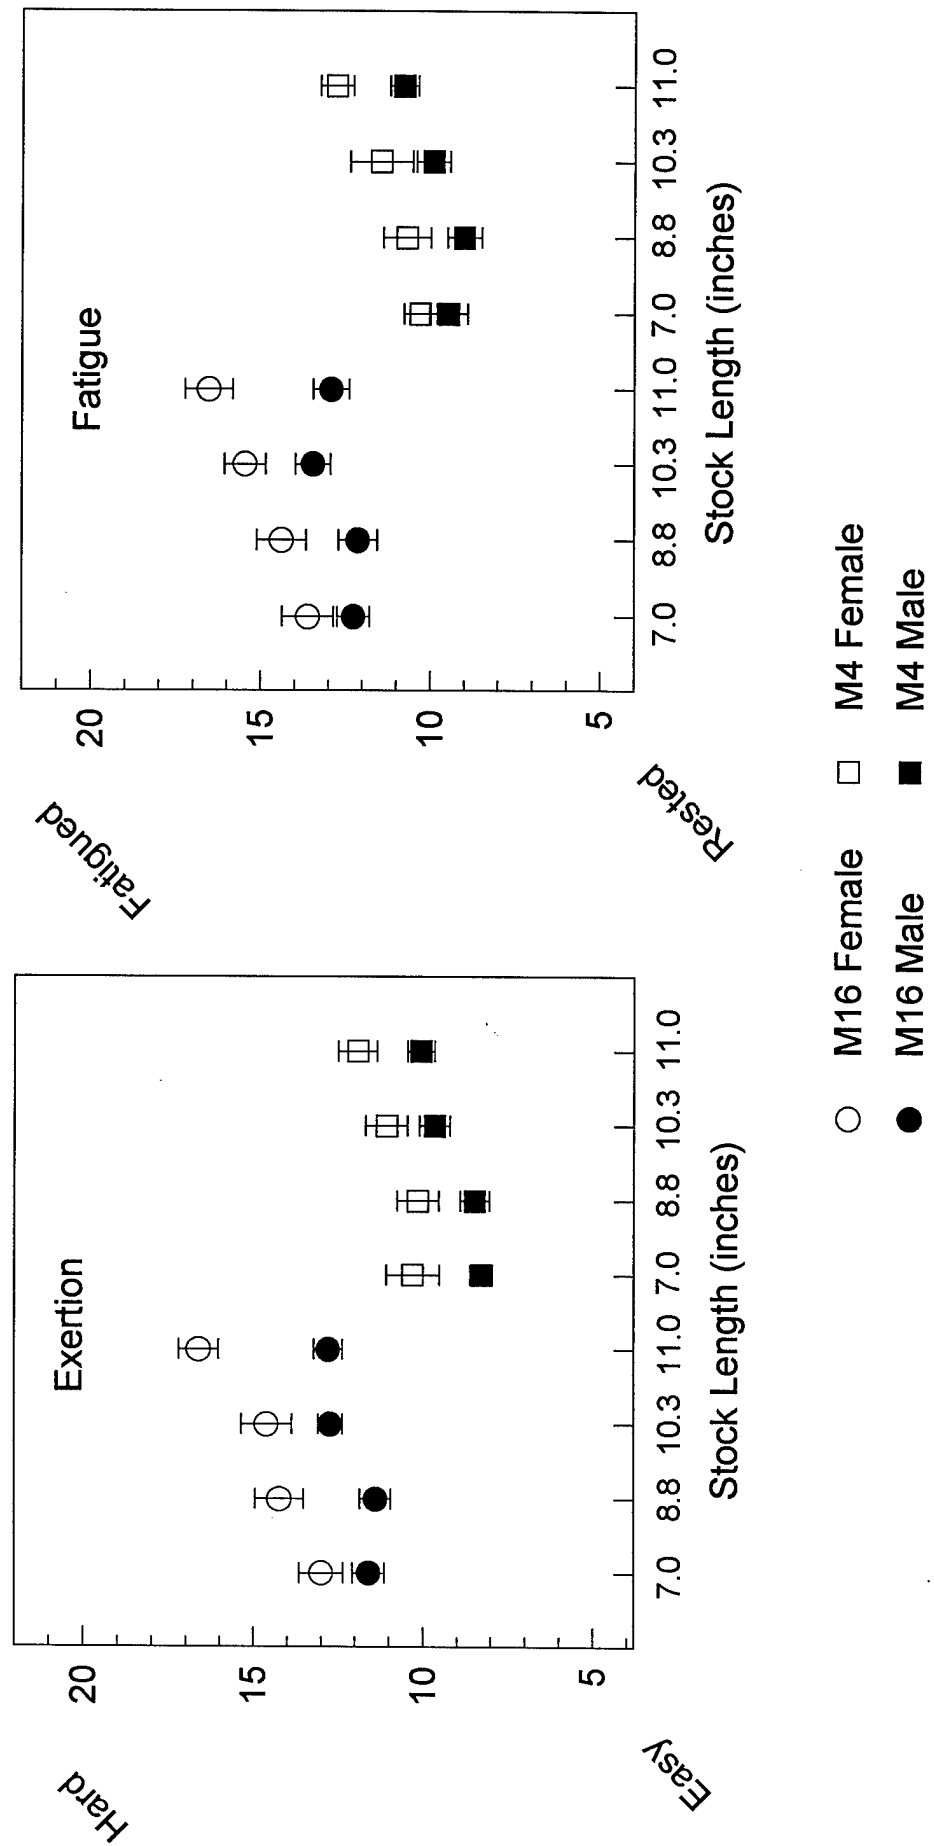 Exertion
Hard
20
15
10
5
Easy
7.0 8.8 10.3 11.0 7.0 8.8 10.3 11.0
Stock Length (inches)
Fatigue
Fatigued
20
15
10
5
Rested
7.0 8.8 10.3 11.0 7.0 8.8 10.3 11.0
Stock Length (inches)
M16 Female M4 Female
M16 Male M4 Male